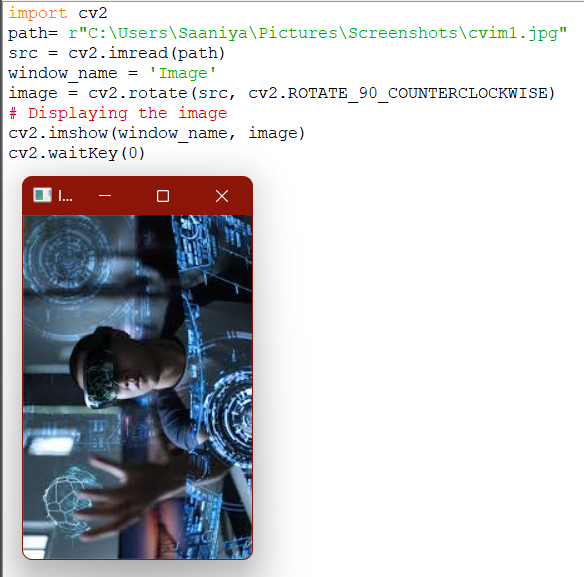 import cv2
path= r"C:\Users\Saaniya\Pictures\Screenshots\cvim1.jpg"
src = cv2.imread(path)
window_name = 'Image'
image = cv2.rotate(src, cv2.ROTATE_90_COUNTERCLOCKWISE)
# Displaying the image
cv2.imshow(window_name, image)
cv2.waitKey(0)
I...